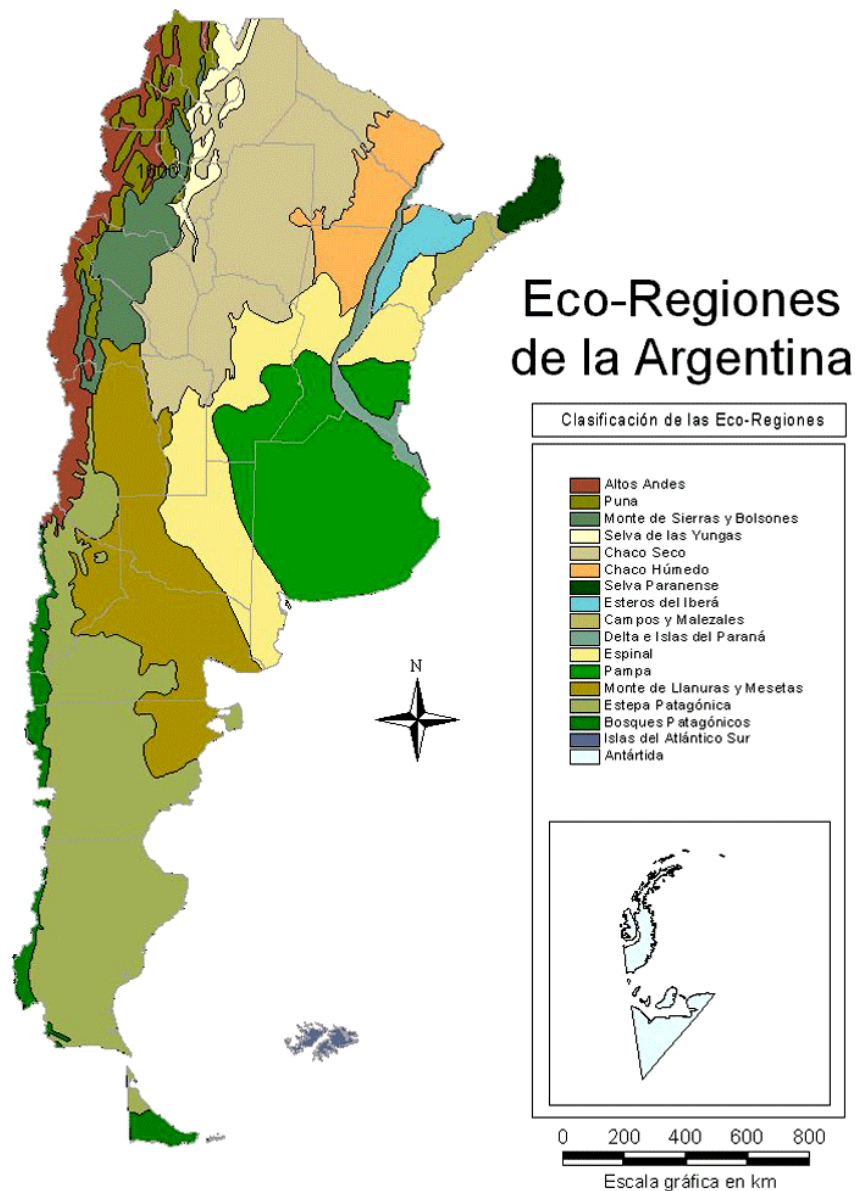 1000
Eco-Regiones
de la Argentina
Clasificación de las Eco-Regiones
Altos Andes
Puna
Monte de Sierras y Bolsones
Selva de las Yungas
Chaco Seco
Chaco Húmedo
Selva Paranense
Esteros del Iberá
Campos y Malezales
Delta e Islas del Paraná
Espinal
Pampa
Monte de Llanuras y Mesetas
Estepa Patagónica
Bosques Patagónicos
Islas del Atlántico Sur
Antártida
N
0 200 400 600 800
Escala gráfica en km